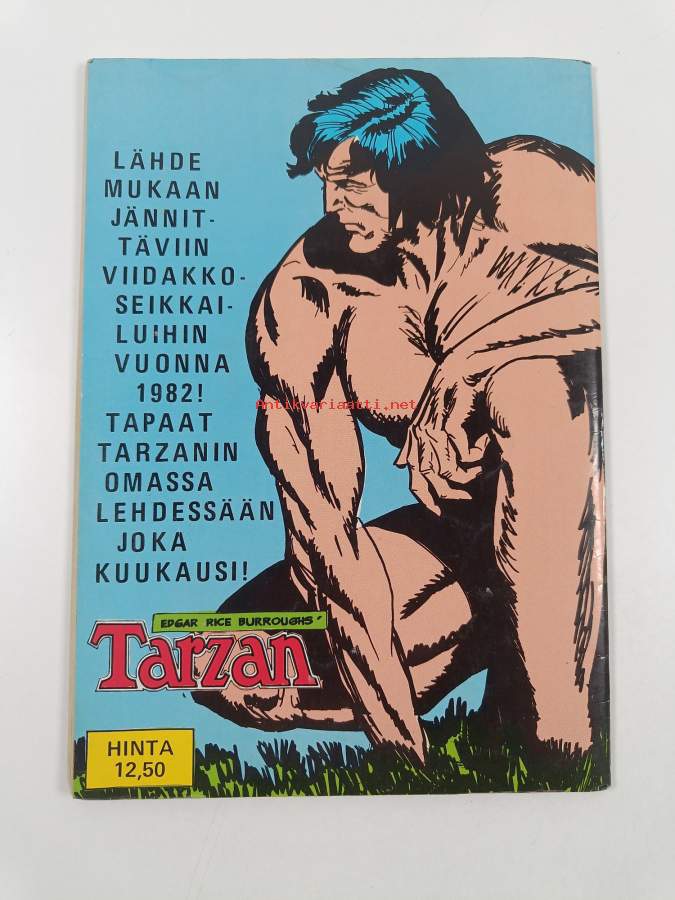 LÄHDE
MUKAAN
JÄNNIT-
TÄVIIN
VIIDAKKO-
SEIKKAI-
LUIHIN
VUONNA
1982!
TAPAAT
TARZANIN
OMASSA
LEHDESSÄÄN
JOKA
KUUKAUSI!
EDGAR RICE BURROUGHS'
Tarzan
HINTA
12,50
Antikvariaatti.net